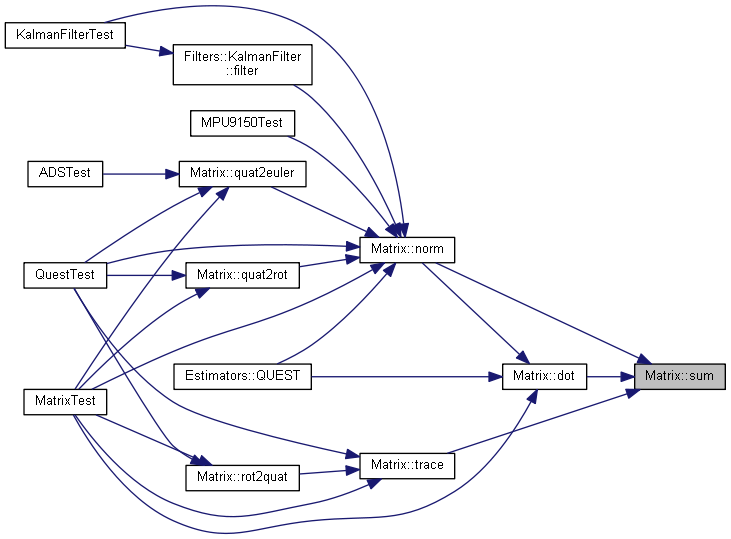 KalmanFilterTest
Filters::KalmanFilter
::filter
MPU9150Test
ADSTest
Matrix::quat2euler
Matrix::norm
QuestTest
Matrix::quat2rot
Estimators::QUEST
Matrix::dot
Matrix::sum
MatrixTest
Matrix::trace
Matrix::rot2quat